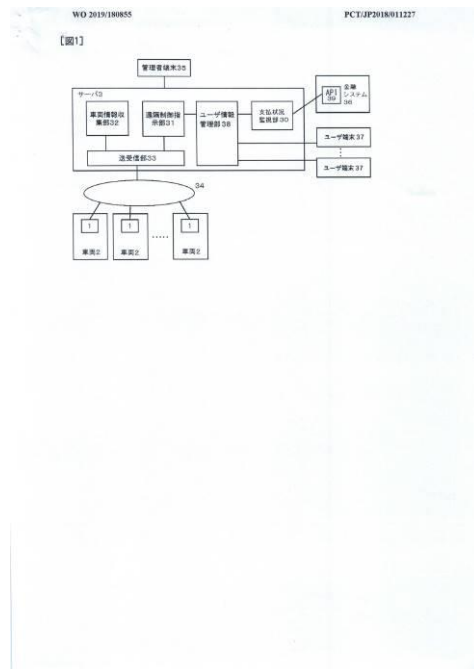 WO 2019/180855
PCT/JP2018/011227
[図1]
管理者端末35
サーバ3
車両情報収
集部32
遠隔制御指
示部31
ユーザ情報
管理部38
支払状況
監視部30
API
39
金融
システム
36
ユーザ端末37
ユーザ端末37
送受信部33
34
1
1
1
車両2
車両2
車両2